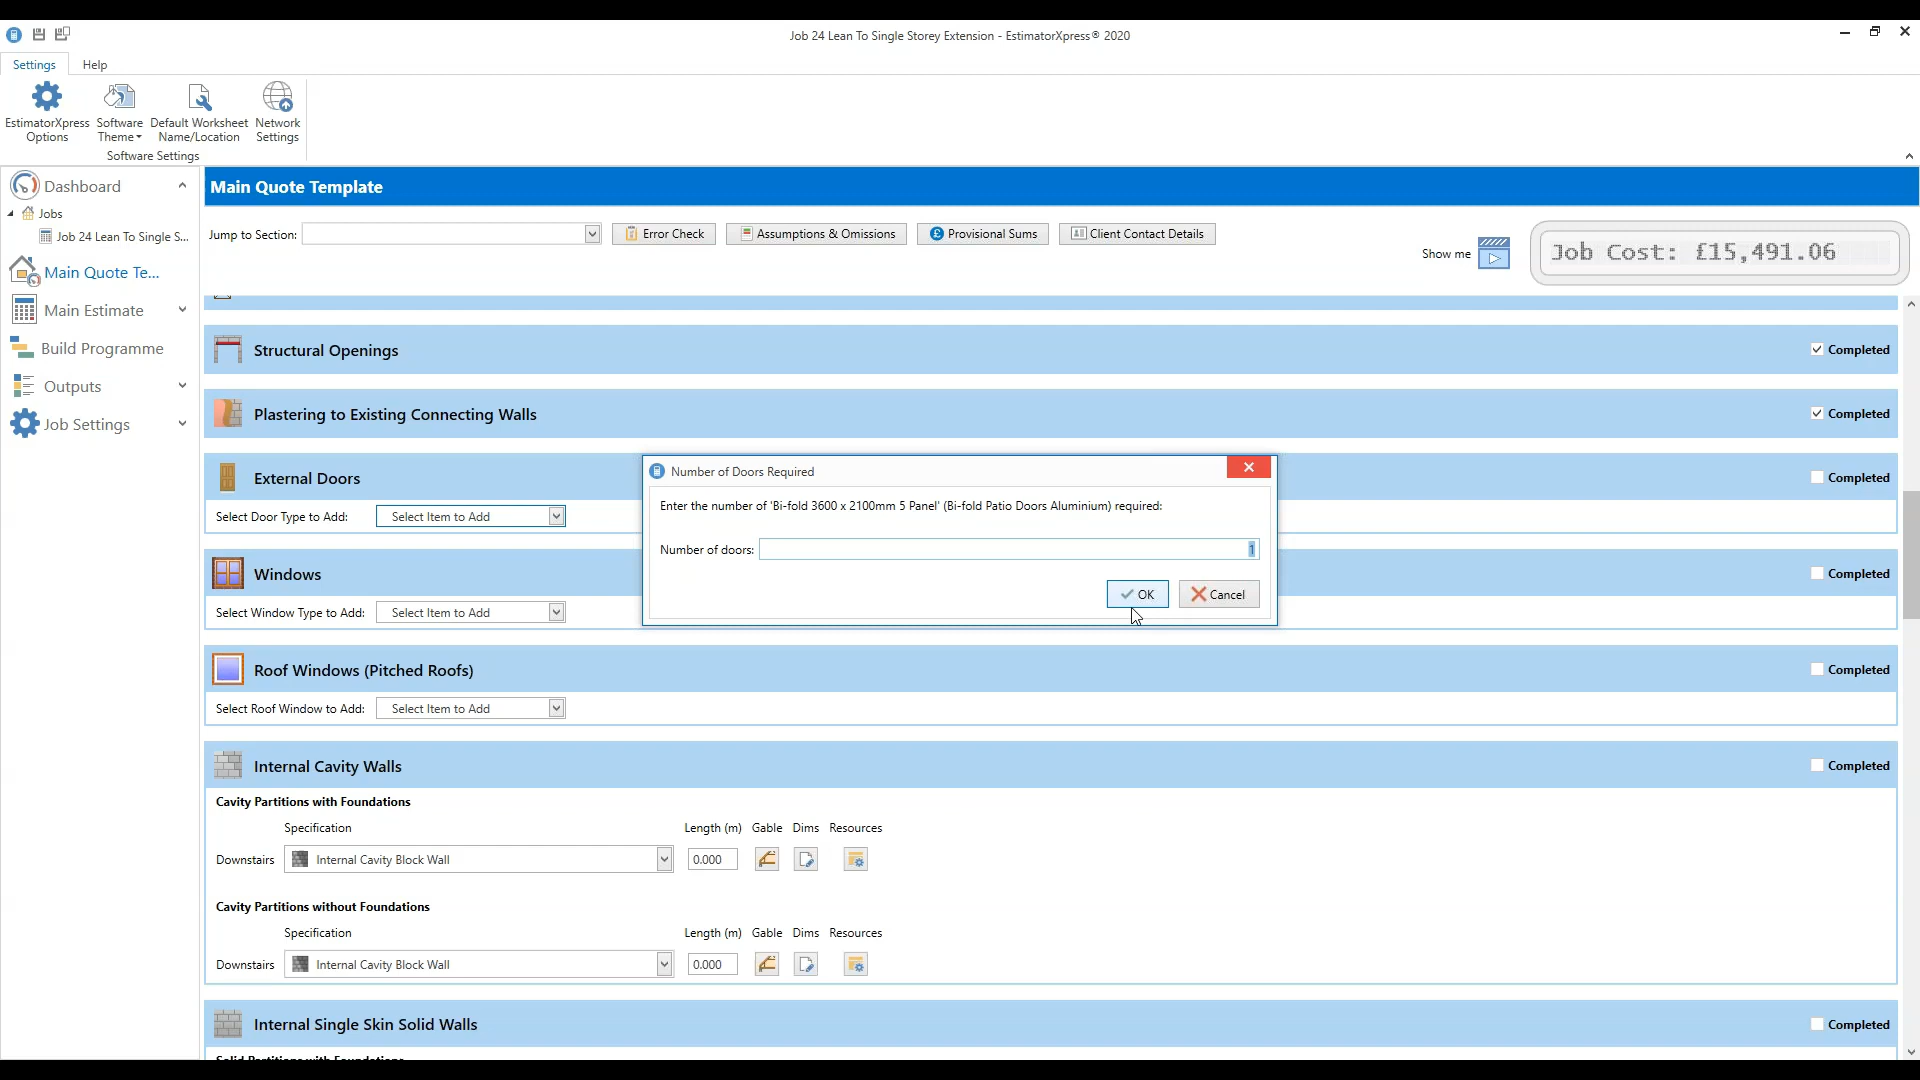 Job 24 Lean To Single Storey Extension - EstimatorXpress® 2020
Settings
Help
EstimatorXpress Options
Software Theme
Default Worksheet Name/Location
Network Settings
Software Settings
Dashboard
Jobs
Job 24 Lean To Single S...
Main Quote Te...
Main Estimate
Build Programme
Outputs
Job Settings
Main Quote Template
Jump to Section:
Error Check
Assumptions & Omissions
Provisional Sums
Client Contact Details
Show me
Job Cost: £15,491.06
Structural Openings
Completed
Plastering to Existing Connecting Walls
Completed
External Doors
Completed
Select Door Type to Add:
Select Item to Add
Number of Doors Required
Enter the number of 'Bi-fold 3600 x 2100mm 5 Panel' (Bi-fold Patio Doors Aluminium) required:
Number of doors:
1
OK
Cancel
Windows
Completed
Select Window Type to Add:
Select Item to Add
Roof Windows (Pitched Roofs)
Completed
Select Roof Window to Add:
Select Item to Add
Internal Cavity Walls
Completed
Cavity Partitions with Foundations
Specification Length (m) Gable Dims Resources
Downstairs Internal Cavity Block Wall 0.000
Cavity Partitions without Foundations
Specification Length (m) Gable Dims Resources
Downstairs Internal Cavity Block Wall 0.000
Internal Single Skin Solid Walls
Completed
Solid Partitions with Foundations